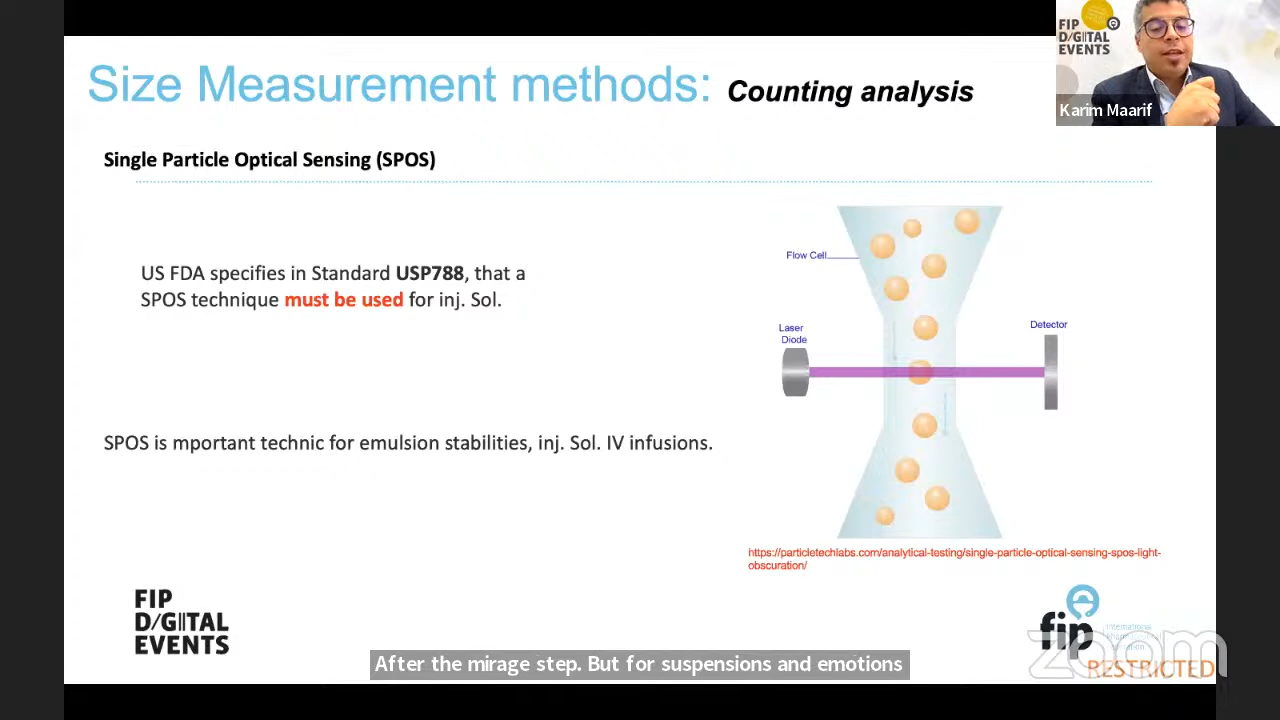 FIP
D/GITAL
EVENTS
Karim Maarif
Size Measurement methods: Counting analysis
Single Particle Optical Sensing (SPOS)
US FDA specifies in Standard USP788, that a
SPOS technique must be used for inj. Sol.
SPOS is mportant technic for emulsion stabilities, inj. Sol. IV infusions.
Flow Cell
Laser
Diode
Detector
https://particletechlabs.com/analytical-testing/single-particle-optical-sensing-spos-light-
obscuration/
FIP
D/GITAL
EVENTS
fip
International
zoom
RESTRICTED
After the mirage step. But for suspensions and emotions